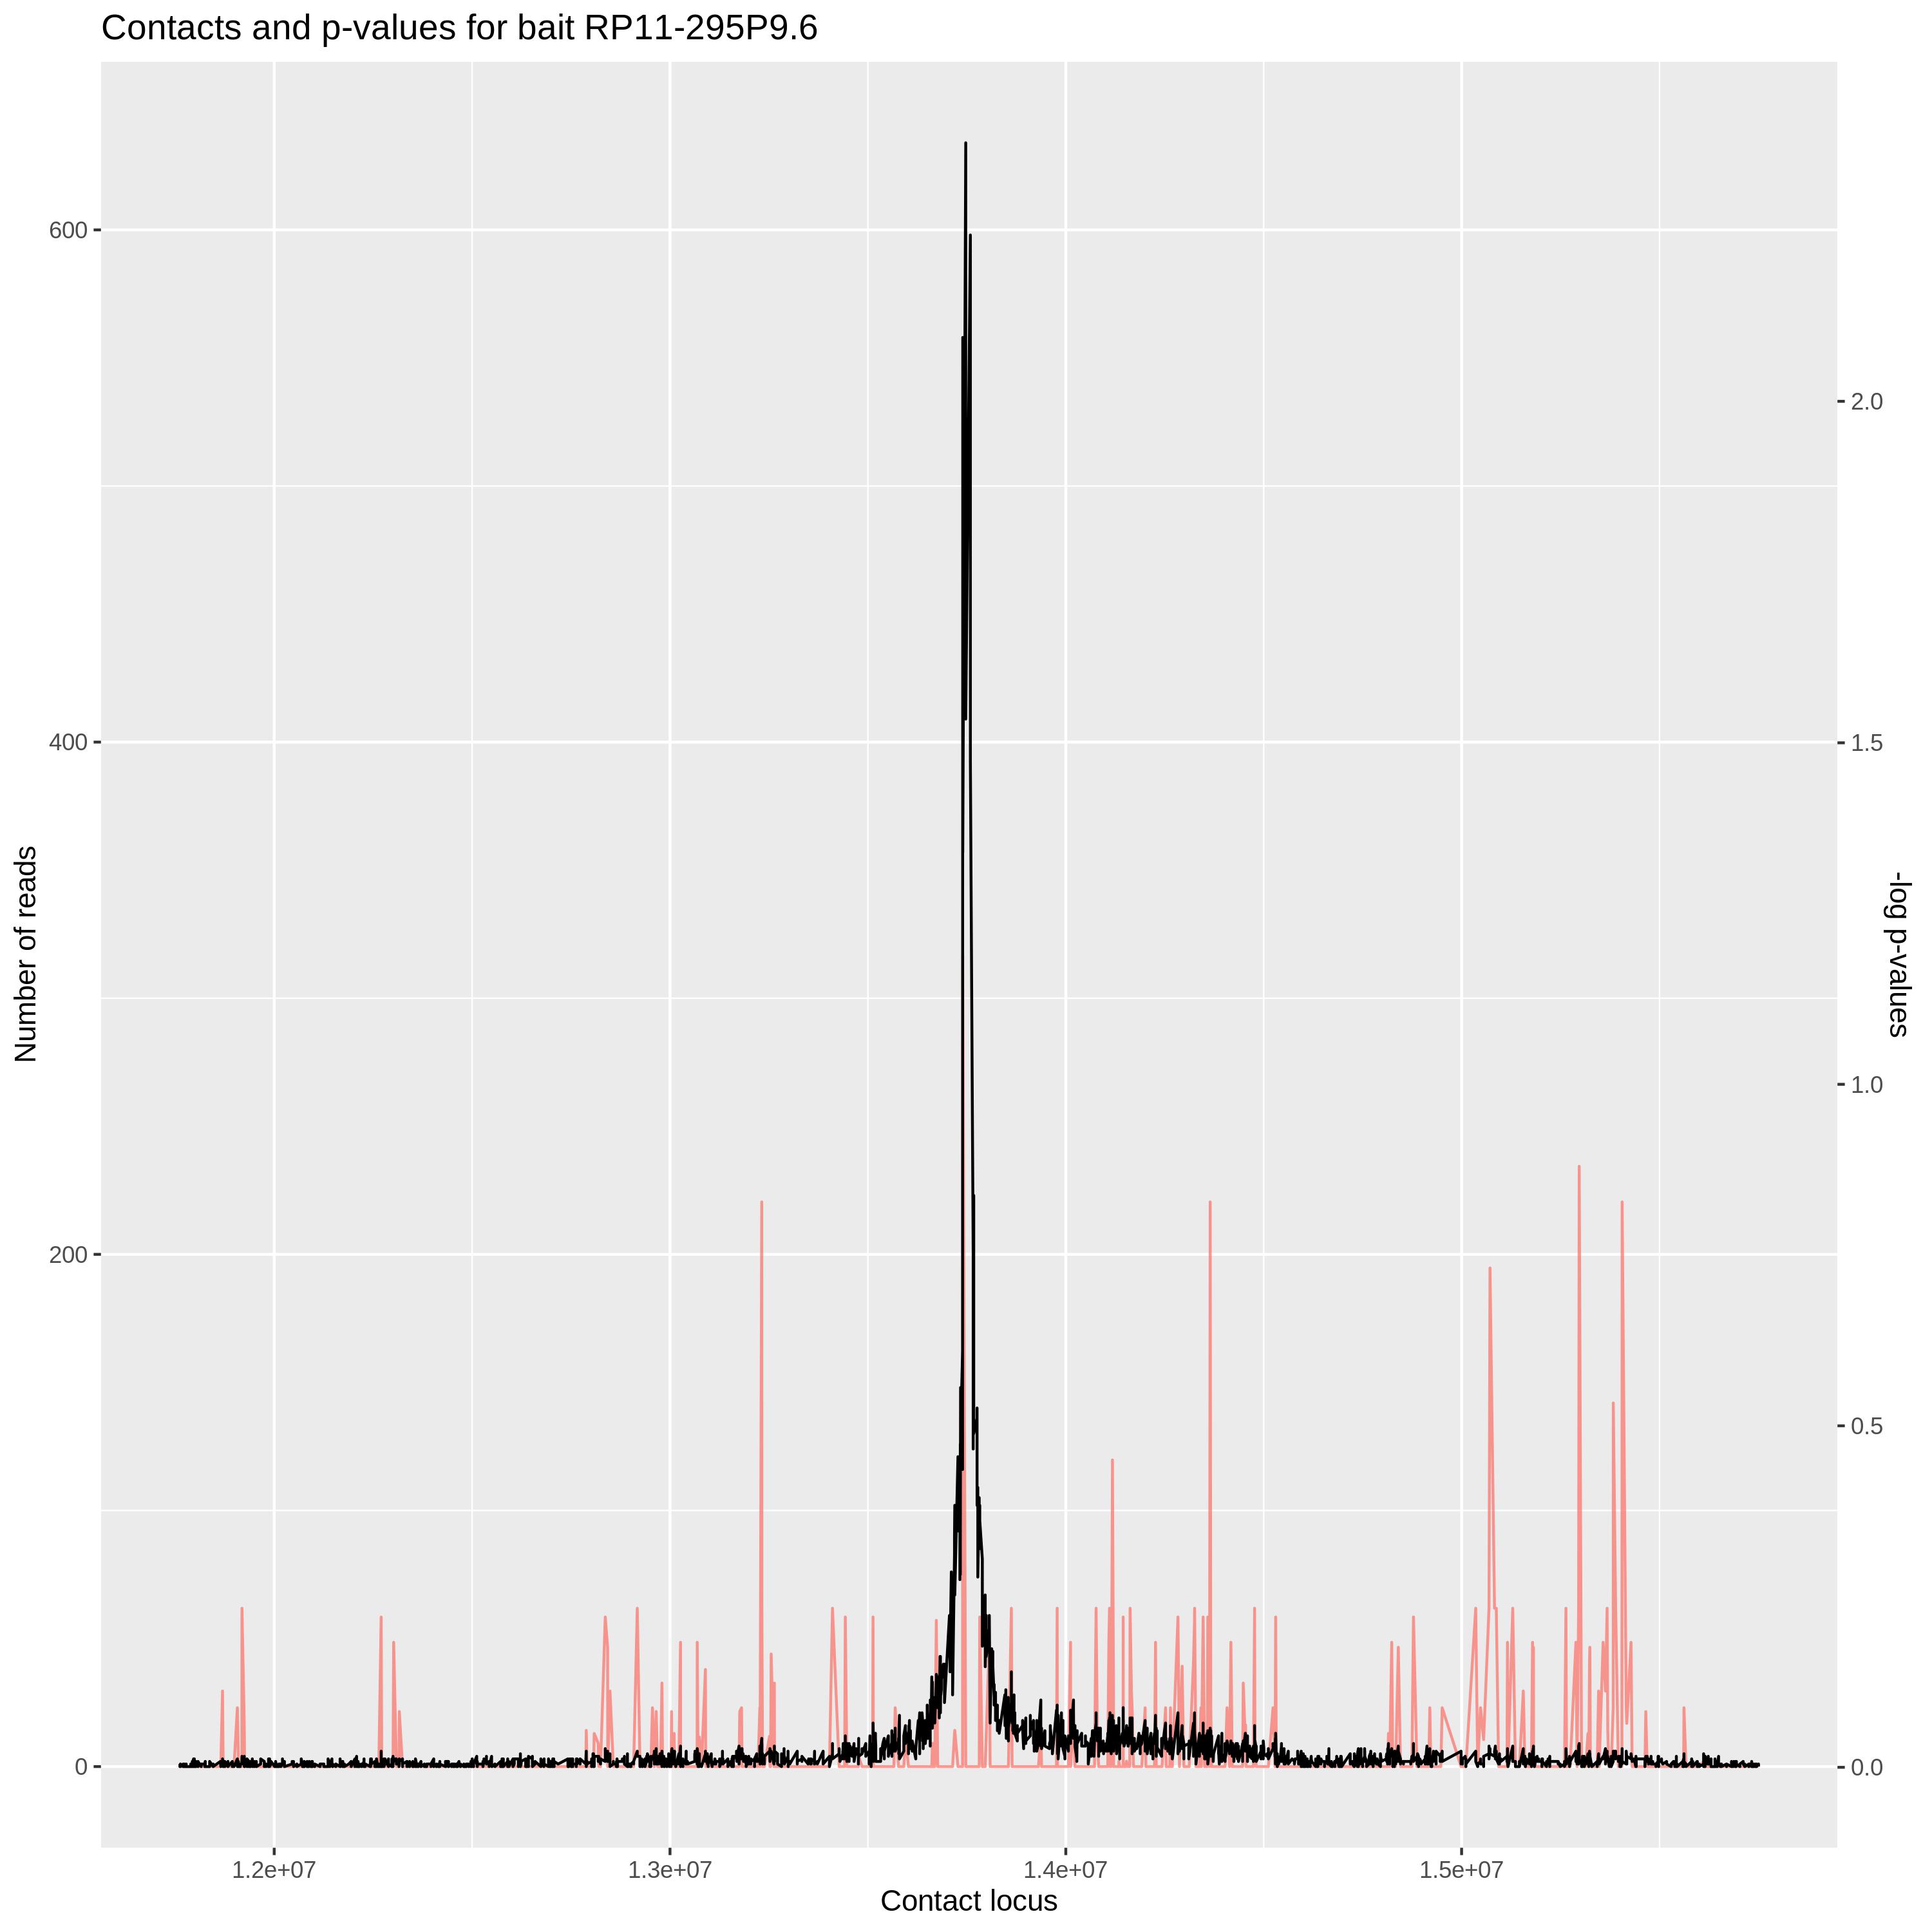 Contacts and p-values for bait RP11-295P9.6
600
400
200
0
Number of reads
2.0
1.5
1.0
0.5
0.0
-log p-values
1.2e+07
1.3e+07
1.4e+07
1.5e+07
Contact locus